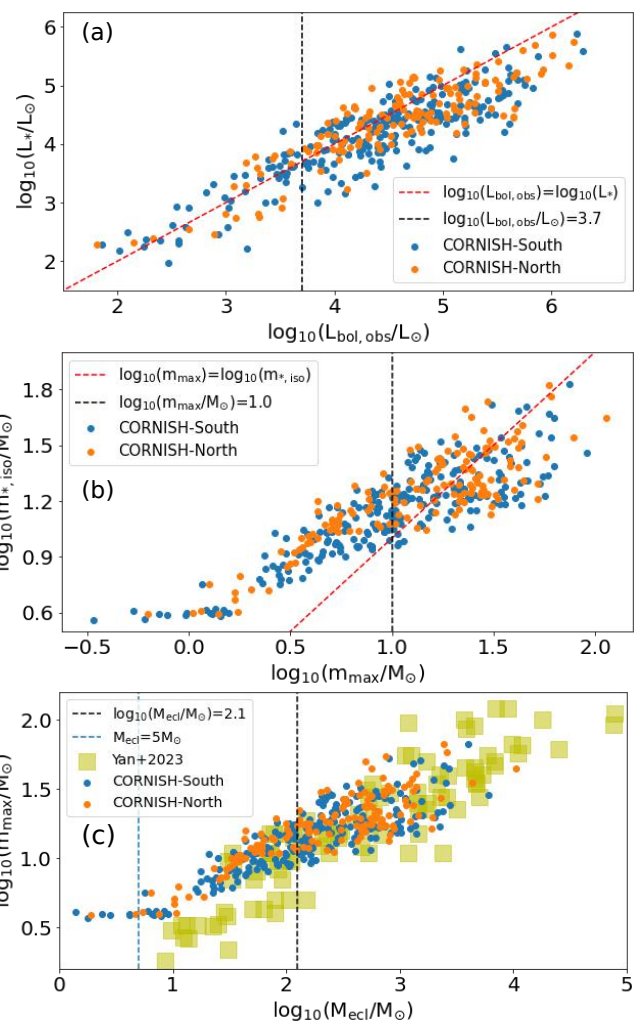 (a)
log₁₀(L*/L⊙)
6
5
4
3
2
log₁₀(Lbol,obs)=log₁₀(L*)
log₁₀(Lbol,obs/L⊙)=3.7
CORNISH-South
CORNISH-North
2 3 4 5 6
log₁₀(Lbol,obs/L⊙)
log₁₀(mmax)=log₁₀(m*,iso)
log₁₀(mmax/M⊙)=1.0
CORNISH-South
CORNISH-North
(b)
log₁₀(m*,iso/M⊙)
1.8
1.5
1.2
0.9
0.6
−0.5 0.0 0.5 1.0 1.5 2.0
log₁₀(mmax/M⊙)
log₁₀(Mecl/M⊙)=2.1
Mecl=5M⊙
Yan+2023
CORNISH-South
CORNISH-North
(c)
log₁₀(mmax/M⊙)
2.0
1.5
1.0
0.5
0 1 2 3 4 5
log₁₀(Mecl/M⊙)